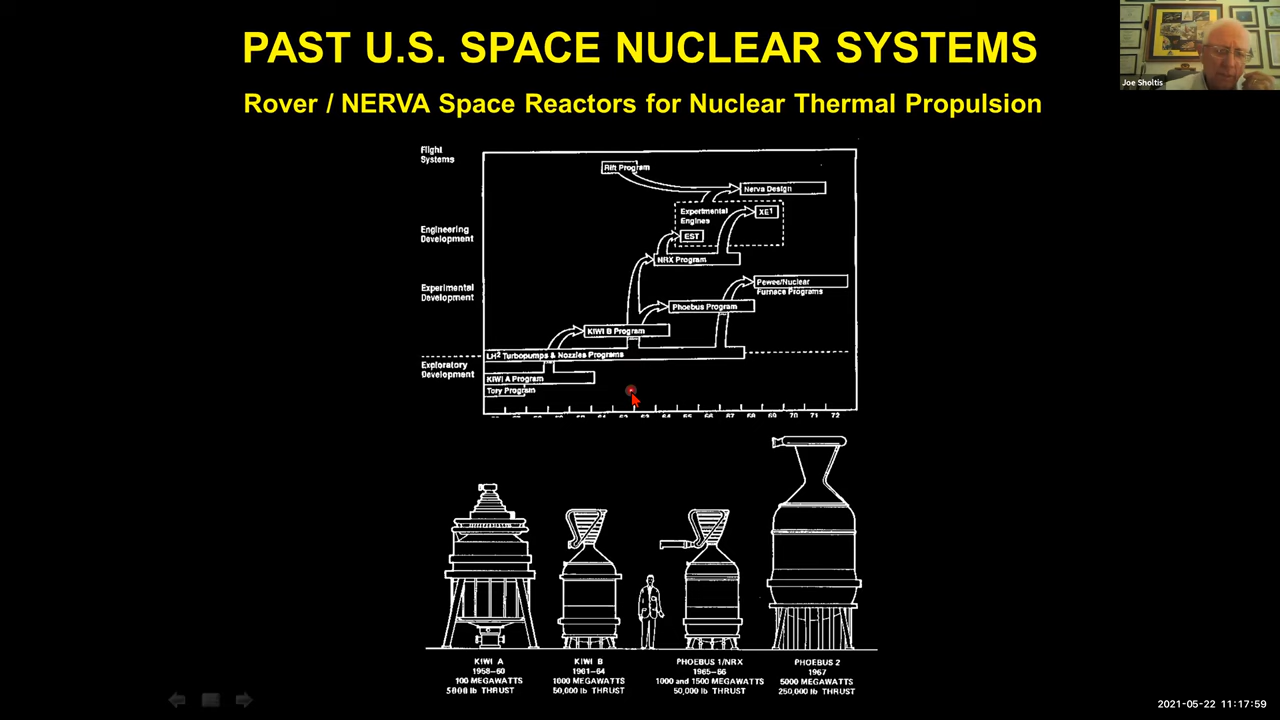 PAST U.S. SPACE NUCLEAR SYSTEMS
Joe Sholtis
Rover / NERVA Space Reactors for Nuclear Thermal Propulsion
Flight
Systems
Rift Program
Nerva Design
Experimental
Engines
XE1
Engineering
Development
EST
NRX Program
Experimental
Development
Pewee/Nuclear
Furnace Programs
Phoebus Program
KIWI B Program
LH2 Turbopumps & Nozzles Programs
Exploratory
Development
KIWI A Program
Tory Program
64 65 66 67 68 69 70 71 72
KIWI A
1958–60
100 MEGAWATTS
5000 lb THRUST
KIWI B
1961–64
1000 MEGAWATTS
50,000 lb THRUST
PHOEBUS 1/NRX
1965–66
1000 and 1500 MEGAWATTS
50,000 lb THRUST
PHOEBUS 2
1967
5000 MEGAWATTS
250,000 lb THRUST
2021-05-22 11:17:59